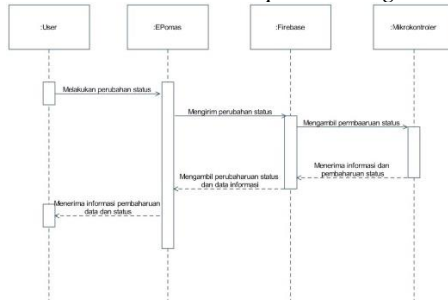 :User
:EPomas
:Firebase
:Mikrokontroler
Melakukan perubahan status
Mengirim perubahan status
Mengambil permbaaruan status
Menerima informasi dan
pembaharuan status
Mengambil perubaharuan status
dan data informasi
Menerima informasi pembaharuan
data dan status